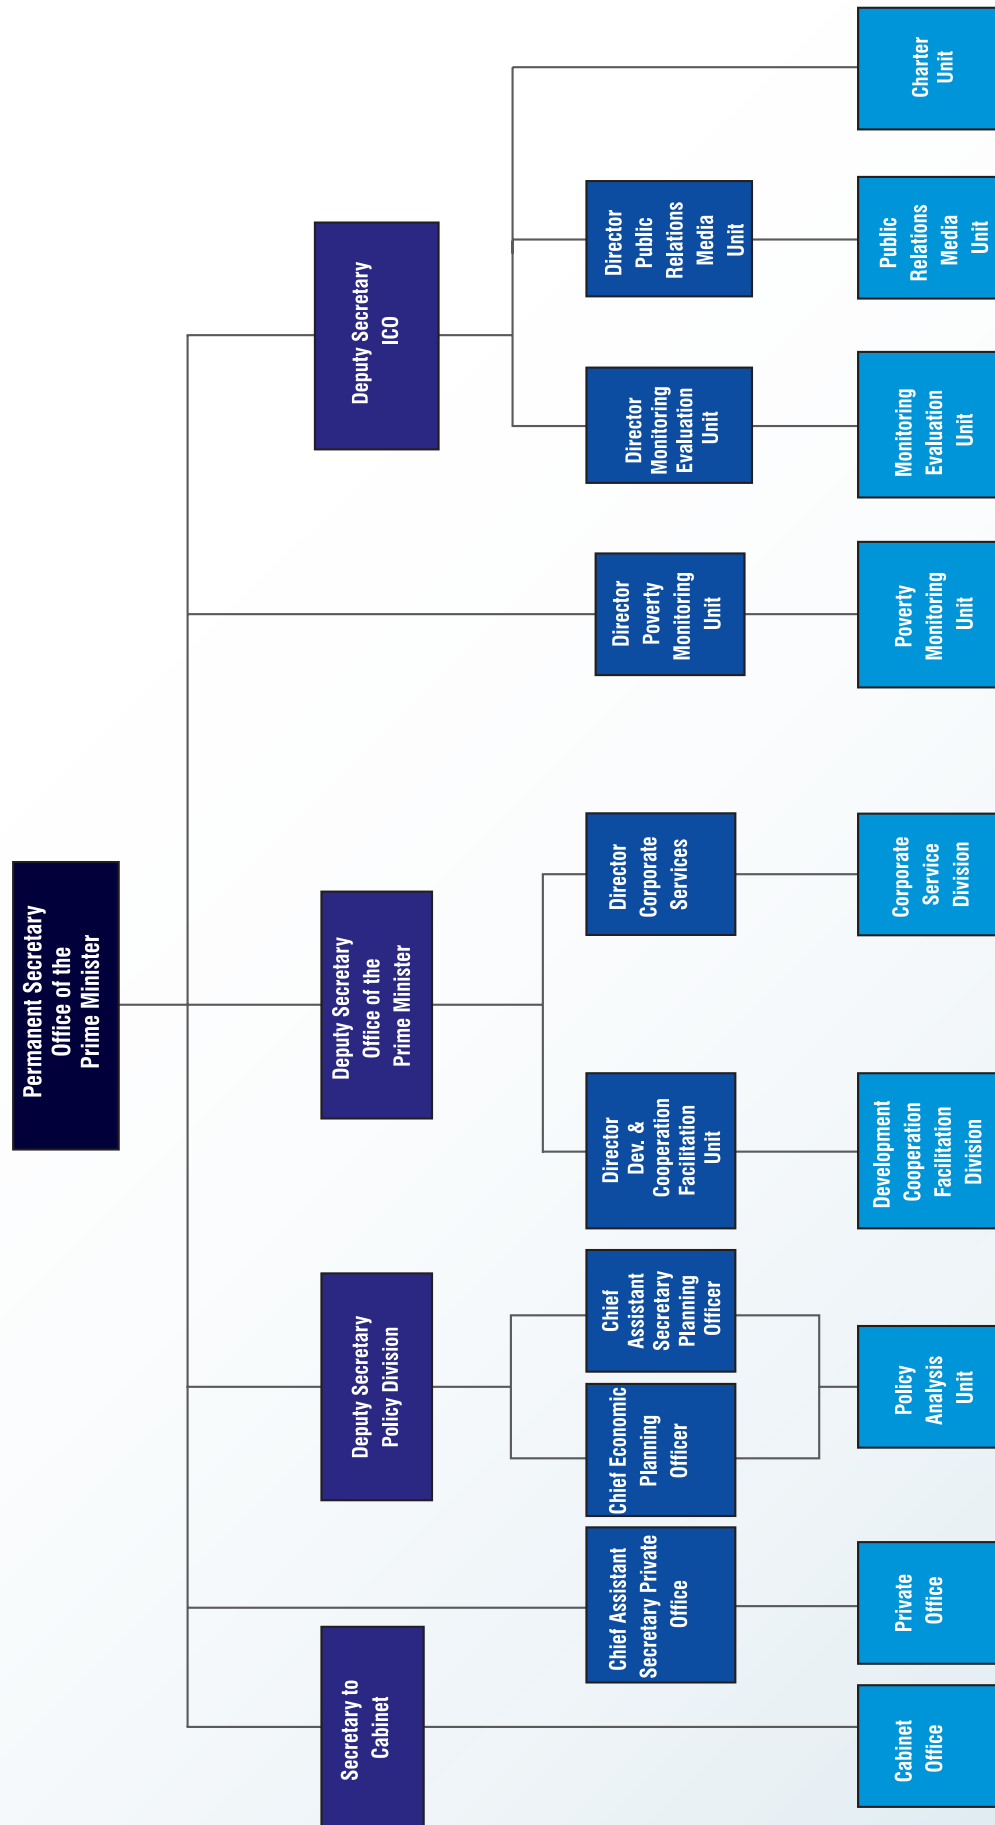 Permanent Secretary
Office of the
Prime Minister
Secretary to
Cabinet
Deputy Secretary
Policy Division
Deputy Secretary
Office of the
Prime Minister
Deputy Secretary
ICO
Chief Assistant
Secretary Private
Office
Chief Economic
Planning
Officer
Chief
Assistant
Secretary
Planning
Officer
Director
Dev. &
Cooperation
Facilitation
Unit
Director
Corporate
Services
Director
Poverty
Monitoring
Unit
Director
Monitoring
Evaluation
Unit
Director
Public
Relations
Media
Unit
Cabinet
Office
Private
Office
Policy
Analysis
Unit
Development
Cooperation
Facilitation
Division
Corporate
Service
Division
Poverty
Monitoring
Unit
Monitoring
Evaluation
Unit
Public
Relations
Media
Unit
Charter
Unit